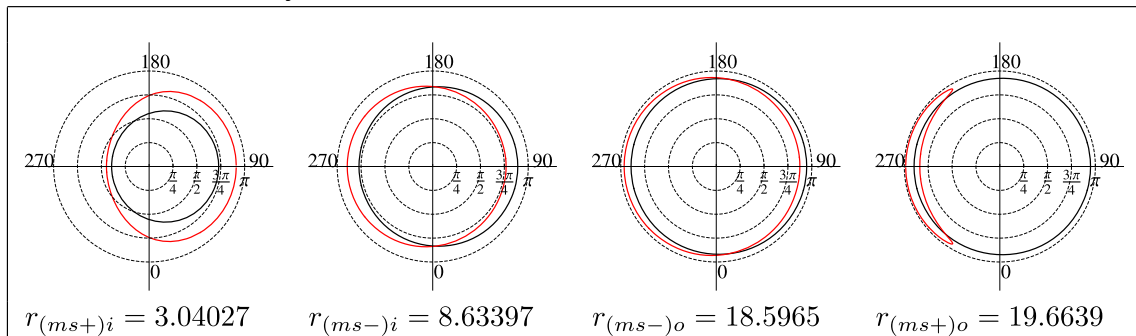 180 180 180 180
270 90 270 90 270 90 270 90
π/4 π/2 3π/4 π π/4 π/2 3π/4 π π/4 π/2 3π/4 π π/4 π/2 3π/4 π
0 0 0 0
r(ms+)i = 3.04027 r(ms−)i = 8.63397 r(ms−)o = 18.5965 r(ms+)o = 19.6639